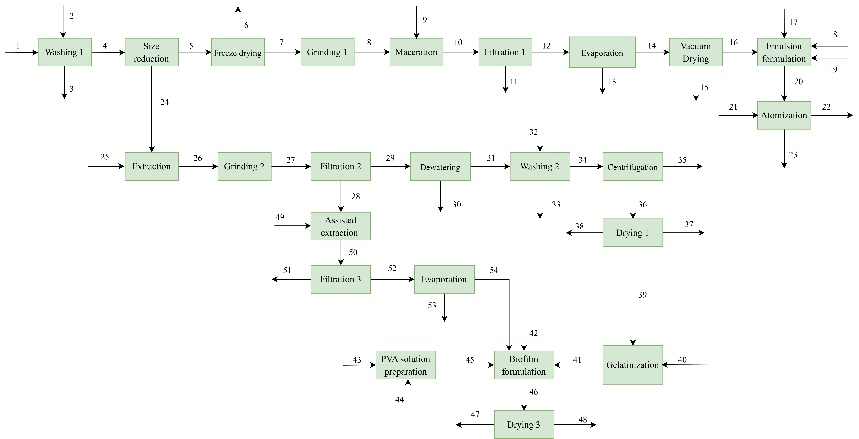 2
9
17
6
1
Washing 1
4
Size
reduction
5
Freeze drying
7
Grinding 1
8
Maceration
10
Filtration 1
12
Evaporation
14
Vacuum
Drying
16
Emulsion
formulation
8
9
3
11
13
15
20
24
21
Atomization
22
23
25
Extraction
26
Grinding 2
27
Filtration 2
29
Dewatering
31
32
Washing 2
34
Centrifugation
35
28
30
33
36
49
Assisted
extraction
38
Drying 1
37
50
51
Filtration 3
52
Evaporation
54
53
39
42
43
PVA solution
preparation
45
Biofilm
formulation
41
Gelatinization
40
44
46
47
Drying 3
48